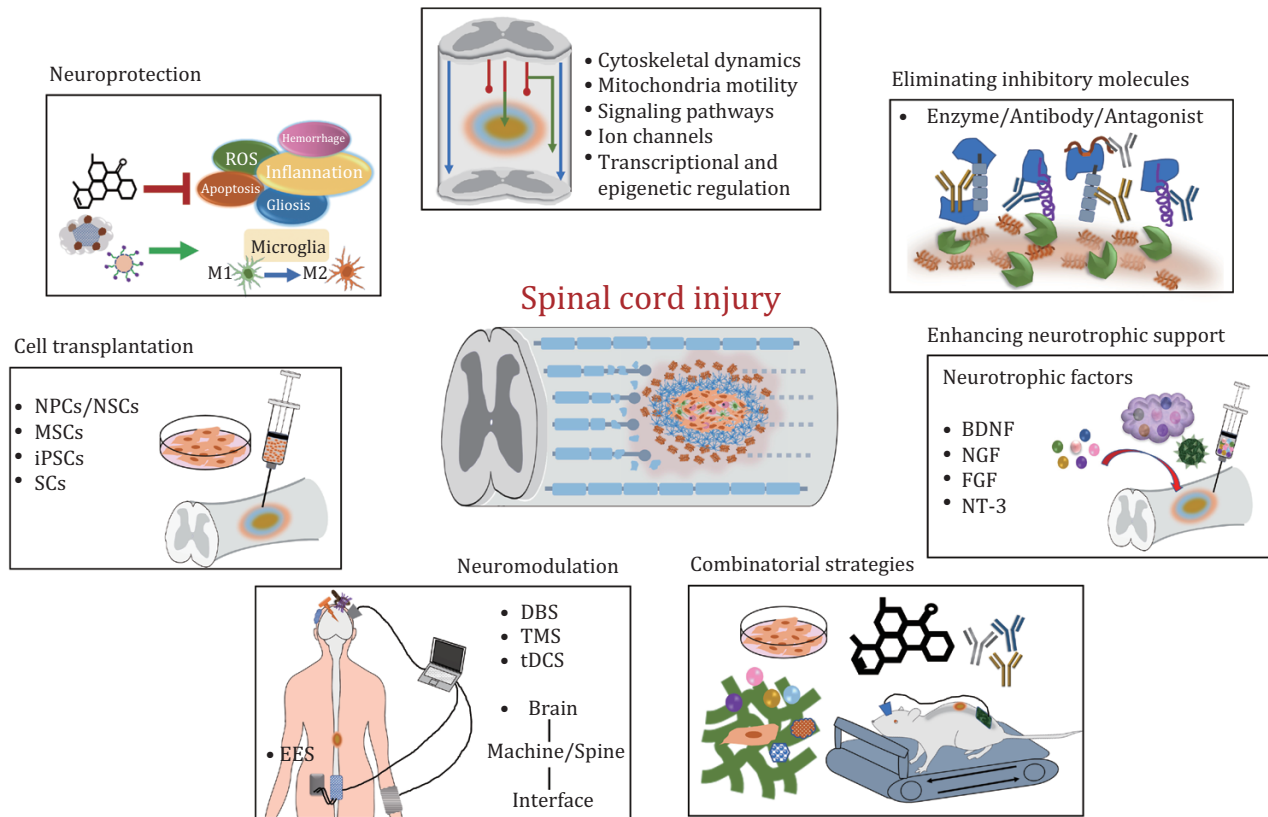 Neuroprotection
Hemorrhage
ROS
Inflannation
Apoptosis
Gliosis
Microglia
M1
M2
• Cytoskeletal dynamics
• Mitochondria motility
• Signaling pathways
• Ion channels
• Transcriptional and
epigenetic regulation
Eliminating inhibitory molecules
• Enzyme/Antibody/Antagonist
Spinal cord injury
Cell transplantation
• NPCs/NSCs
• MSCs
• iPSCs
• SCs
Enhancing neurotrophic support
Neurotrophic factors
• BDNF
• NGF
• FGF
• NT-3
Neuromodulation
• DBS
• TMS
• tDCS
• Brain
Machine/Spine
Interface
• EES
Combinatorial strategies